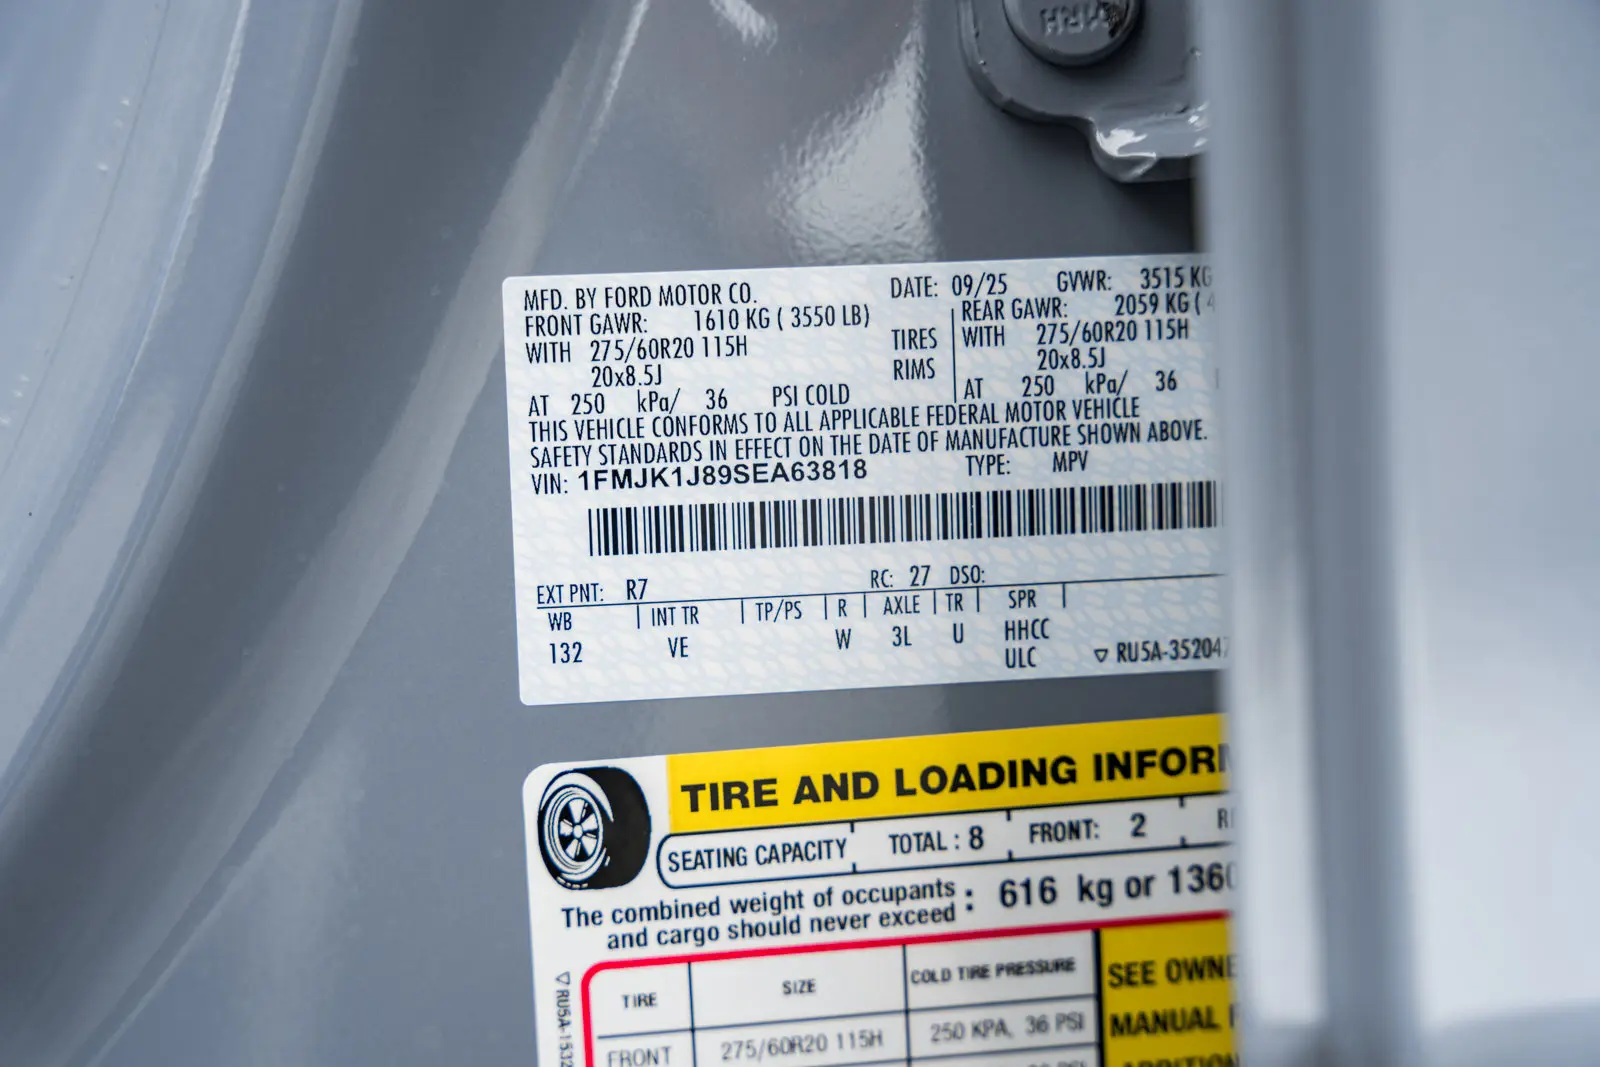 MFD. BY FORD MOTOR CO.
DATE: 09/25 GVWR: 3515 KG
FRONT GAWR: 1610 KG ( 3550 LB)
REAR GAWR: 2059 KG (
WITH 275/60R20 115H
TIRES
WITH 275/60R20 115H
20x8.5J
RIMS
20x8.5J
AT 250 kPa/ 36 PSI COLD
AT 250 kPa/ 36
THIS VEHICLE CONFORMS TO ALL APPLICABLE FEDERAL MOTOR VEHICLE
SAFETY STANDARDS IN EFFECT ON THE DATE OF MANUFACTURE SHOWN ABOVE.
VIN: 1FMJK1J89SEA63818 TYPE: MPV
EXT PNT: R7 RC: 27 DSO:
WB INT TR TP/PS R AXLE TR SPR
132 VE W 3L U HHCC
ULC ▽ RU5A-35204
TIRE AND LOADING INFOR
SEATING CAPACITY TOTAL : 8 FRONT: 2 R
The combined weight of occupants
and cargo should never exceed : 616 kg or 1360
TIRE SIZE COLD TIRE PRESSURE
SEE OWNE
FRONT 275/60R20 115H 250 KPA, 36 PSI
MANUAL
▽ RU5A-1532